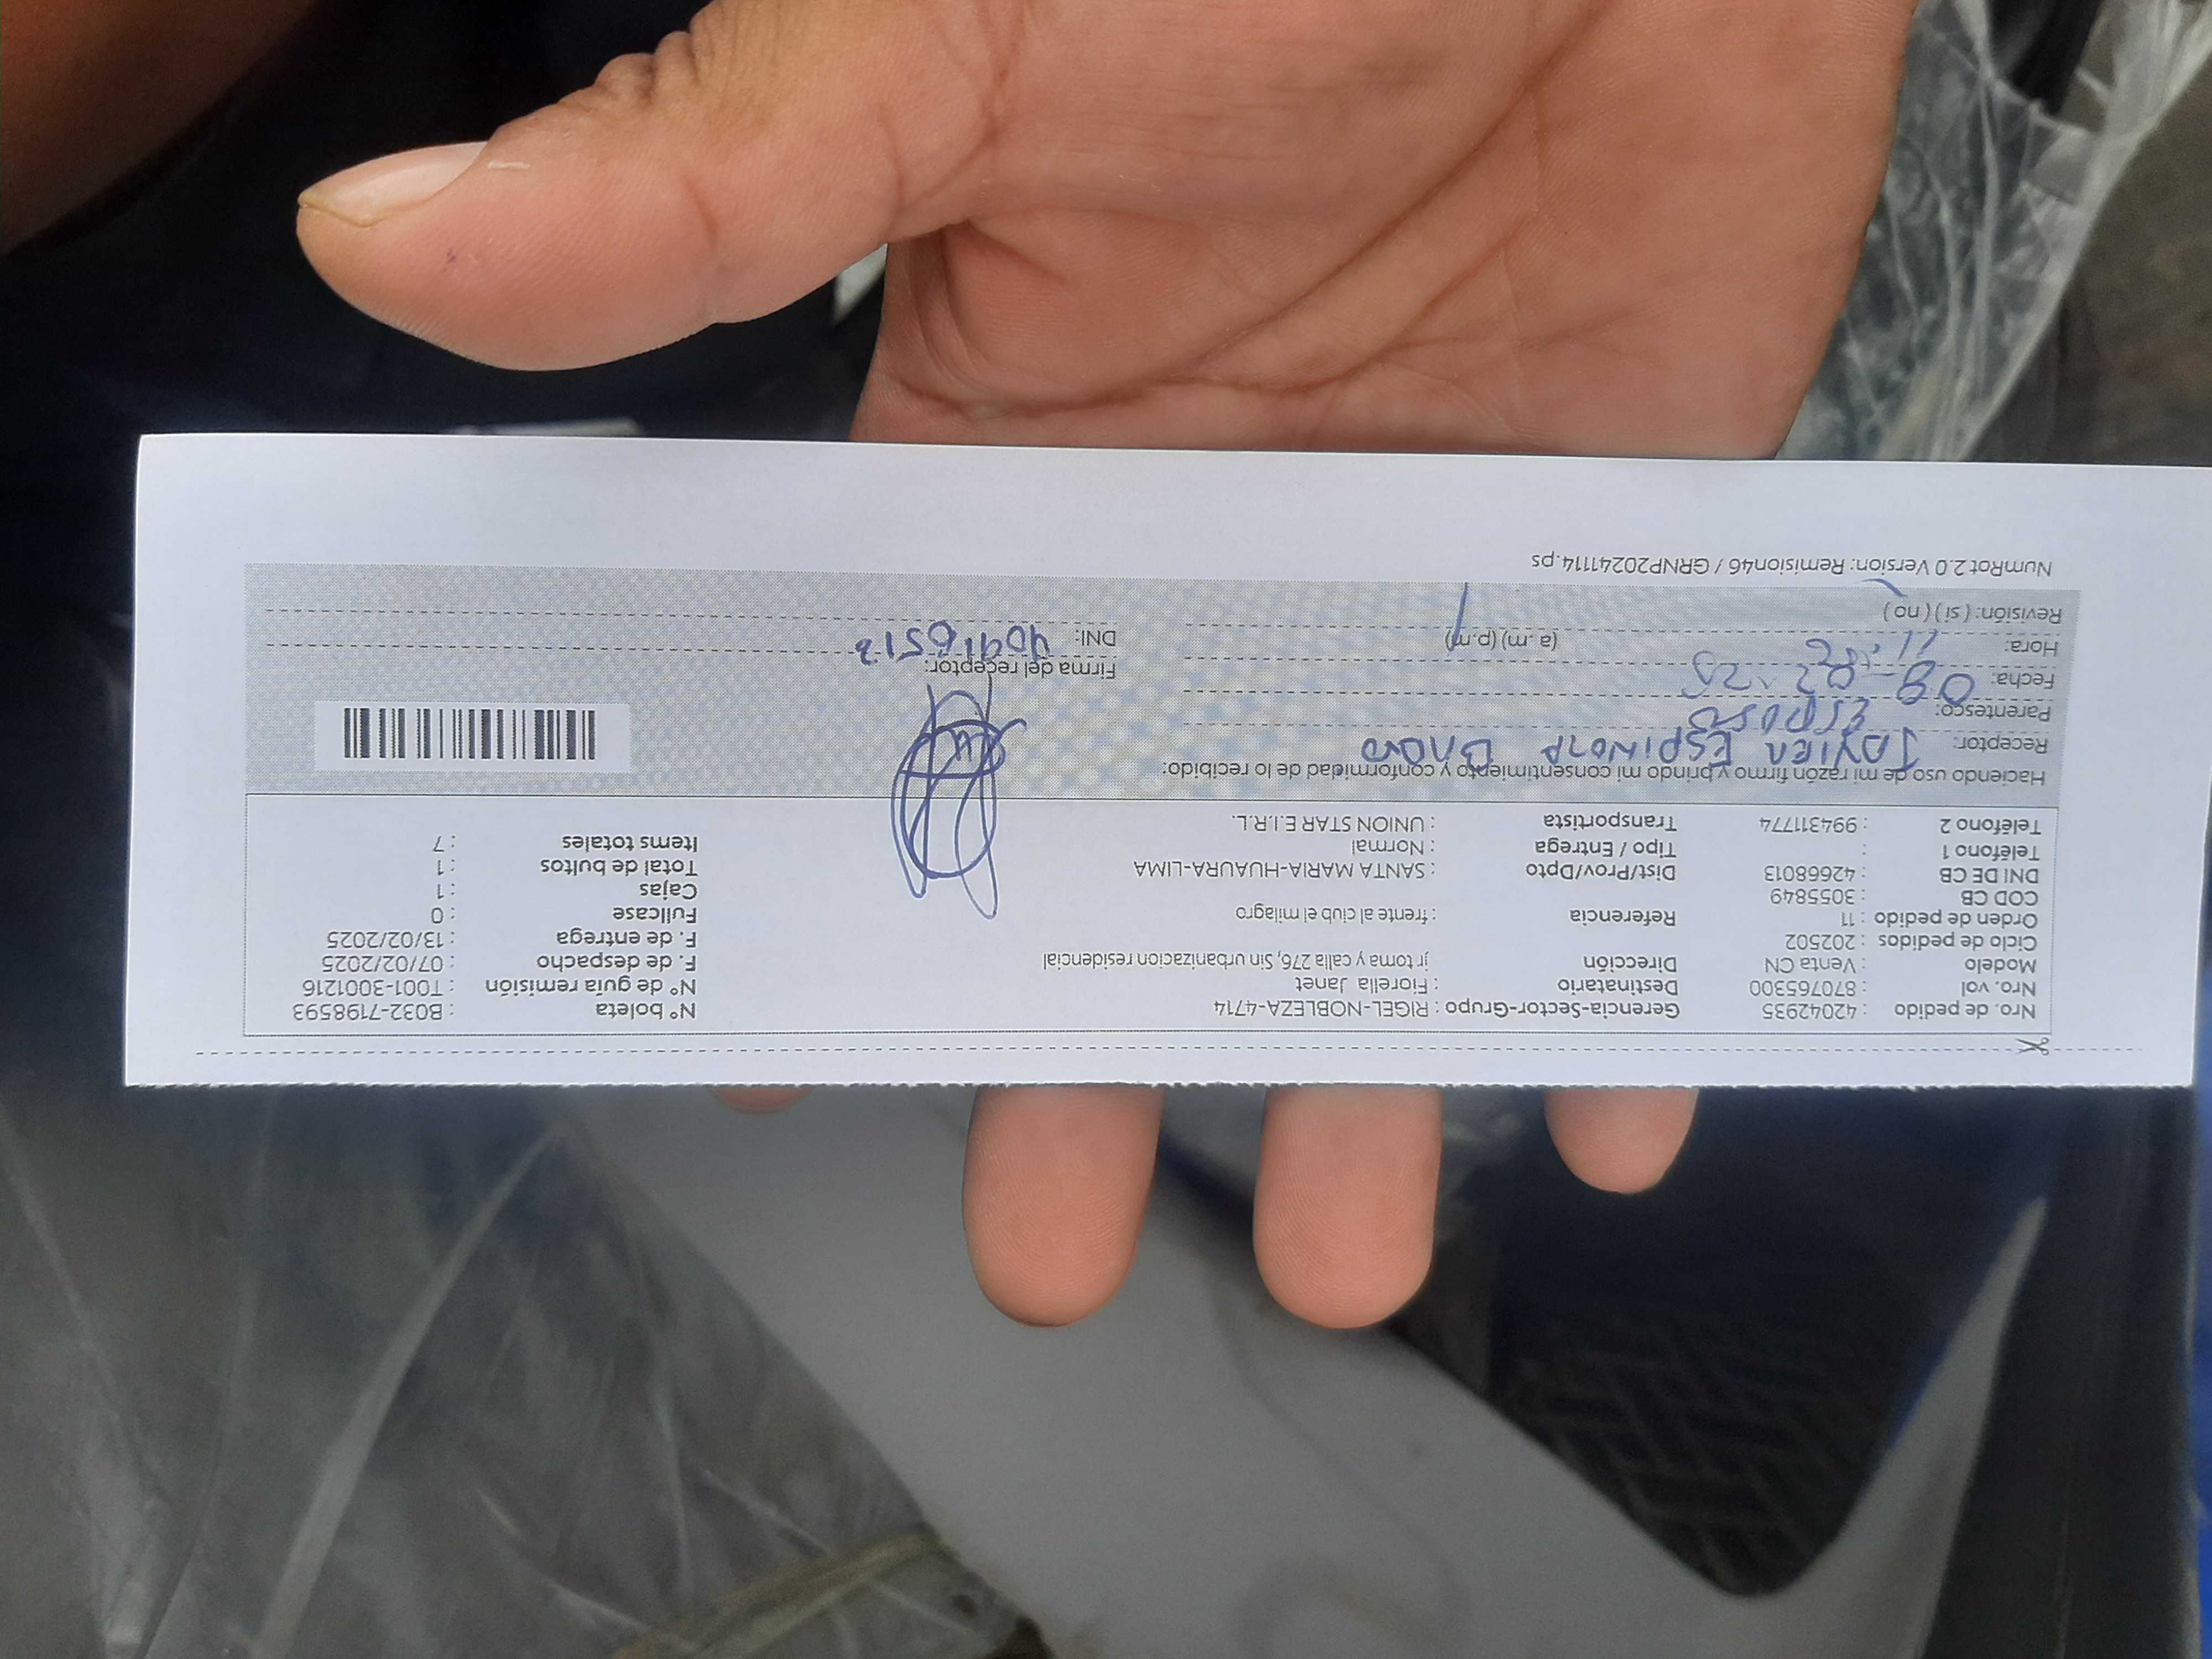 Nro. de pedido : 42042935 Gerencia-Sector-Grupo : RIGEL-NOBLEZA-4714 N° boleta : B032-7198593
Nro. vol : 870765300 Destinatario : Fiorella Janet N° de guía remisión : T001-3001216
Modelo : Venta CN Dirección jr toma y calla 276, Sin urbanizacion residencial F. de despacho : 07/02/2025
Ciclo de pedidos : 202502 F. de entrega : 13/02/2025
Orden de pedido : 11 Referencia : frente al club el milagro Fullcase : 0
COD CB : 3055849 Cajas : 1
DNI DE CB : 42668013 Dist/Prov/Dpto : SANTA MARIA-HUAURA-LIMA Total de bultos : 1
Teléfono 1 : Tipo / Entrega : Normal Items totales : 7
Teléfono 2 : 994311774 Transportista : UNION STAR E.I.R.L.
Haciendo uso de mi razón firmo y brindo mi consentimiento y conformidad de lo recibido:
Receptor: JAVIER ESPINOZA BRAVO
Parentesco: ESPOSO
Fecha: 08-02-25 Firma del receptor:
Hora: 11: (a. m) (p.m) DNI: 40416513
Revisión: ( si ) ( no )
NumRot 2.0 Version: Remision46 / GRNP20241114.ps